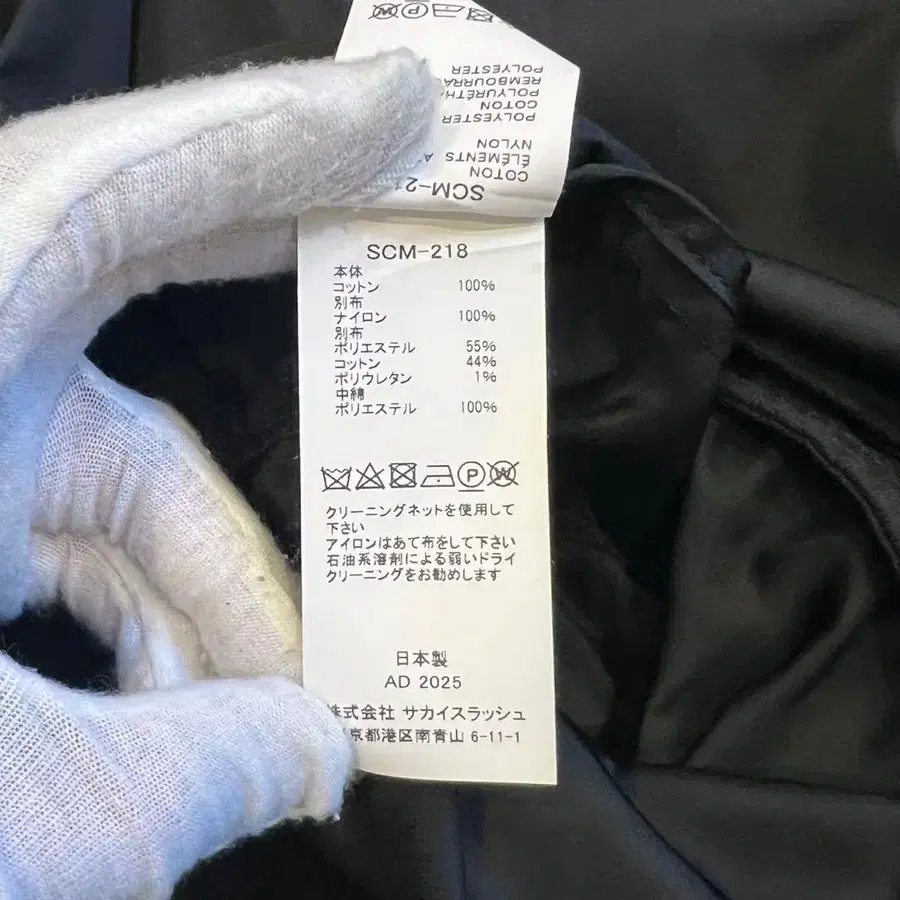 POLYESTER
COTON
POLYESTER
NYLON
ÉLÉMENTS
COTON
SCM-218
本体
コットン 100%
別布
ナイロン 100%
別布
ポリエステル 55%
コットン 44%
ポリウレタン 1%
中綿
ポリエステル 100%
P W
クリーニングネットを使用して
下さい
アイロンはあて布をして下さい
石油系溶剤による弱いドライ
クリーニングをお勧めします
日本製
AD 2025
株式会社 サカイスラッシュ
京都港区南青山 6-11-1